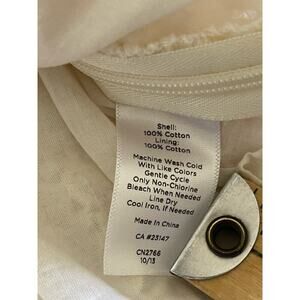 Shell:
100% Cotton
Lining:
100% Cotton
Machine Wash Cold
With Like Colors
Gentle Cycle
Only Non-Chlorine
Bleach When Needed
Line Dry
Cool Iron, If Needed
Made In China
CA #23147
CN2766
10/13